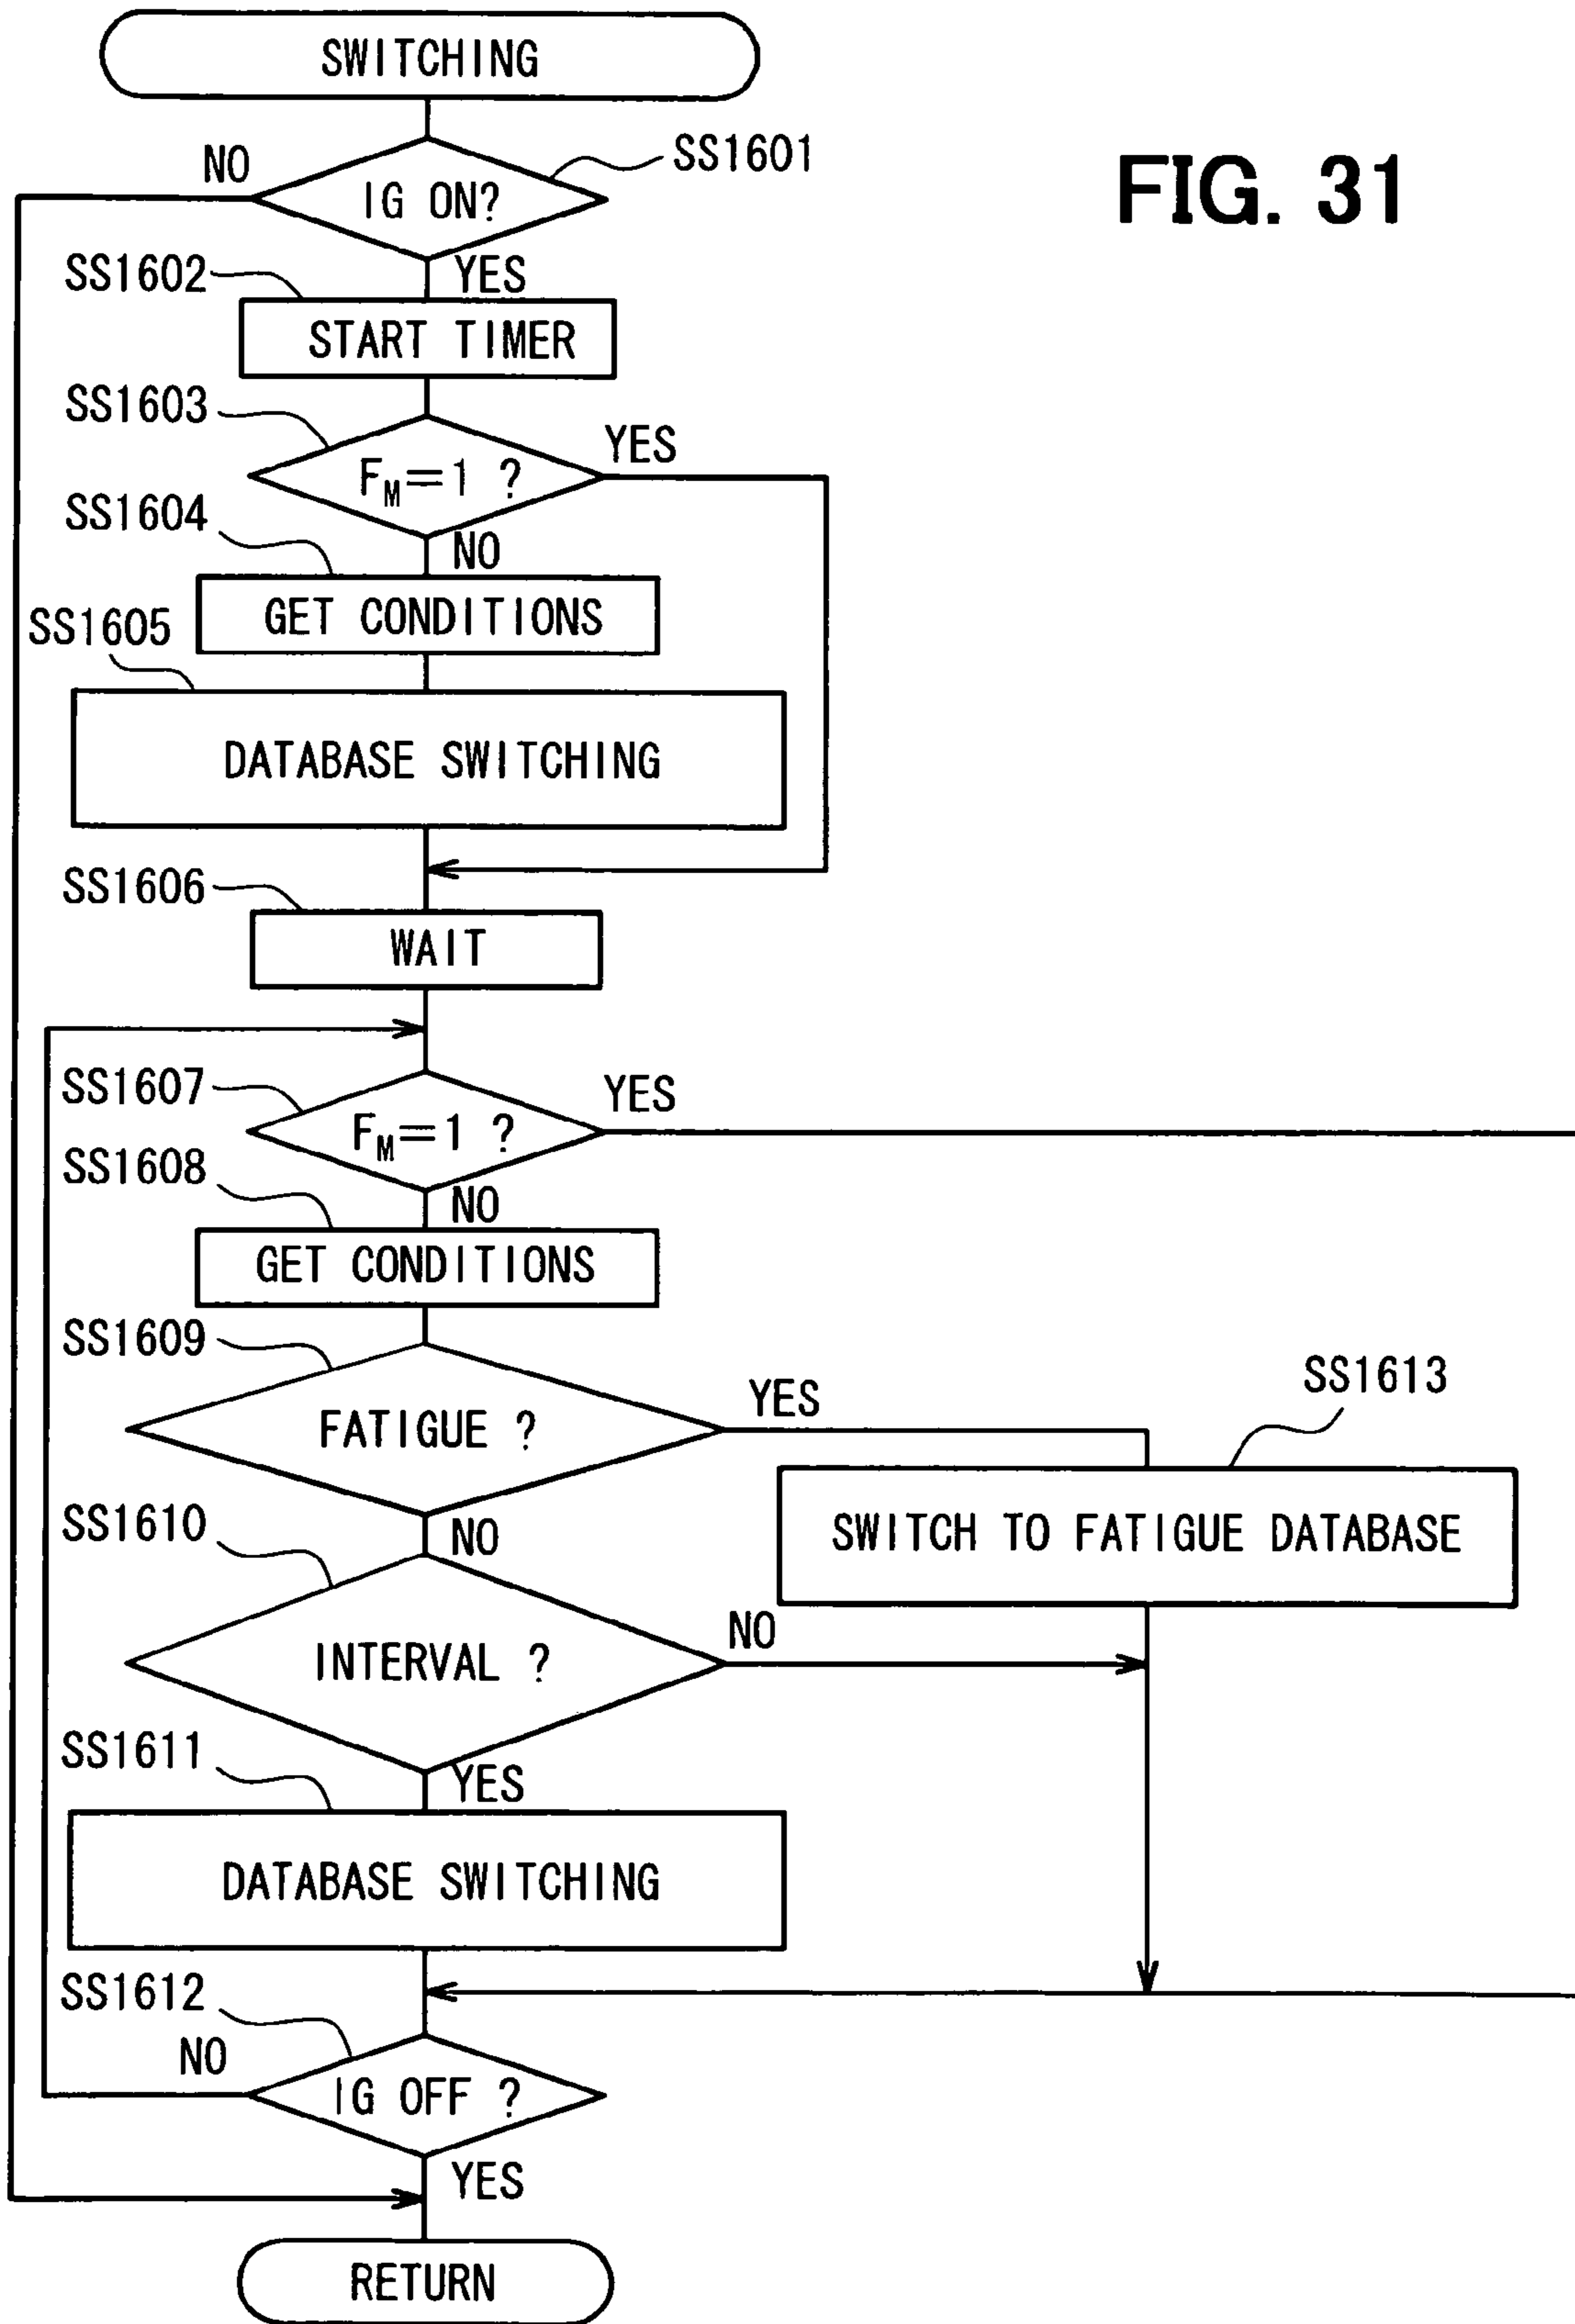 SWITCHING
FIG. 31
NO
SS1601
IG ON?
SS1602
YES
START TIMER
SS1603
YES
FM=1 ?
SS1604
NO
GET CONDITIONS
SS1605
DATABASE SWITCHING
SS1606
WAIT
SS1607
YES
FM=1 ?
SS1608
NO
GET CONDITIONS
SS1609
YES
SS1613
FATIGUE ?
SS1610
NO
SWITCH TO FATIGUE DATABASE
NO
INTERVAL ?
SS1611
YES
DATABASE SWITCHING
SS1612
NO
IG OFF ?
YES
RETURN